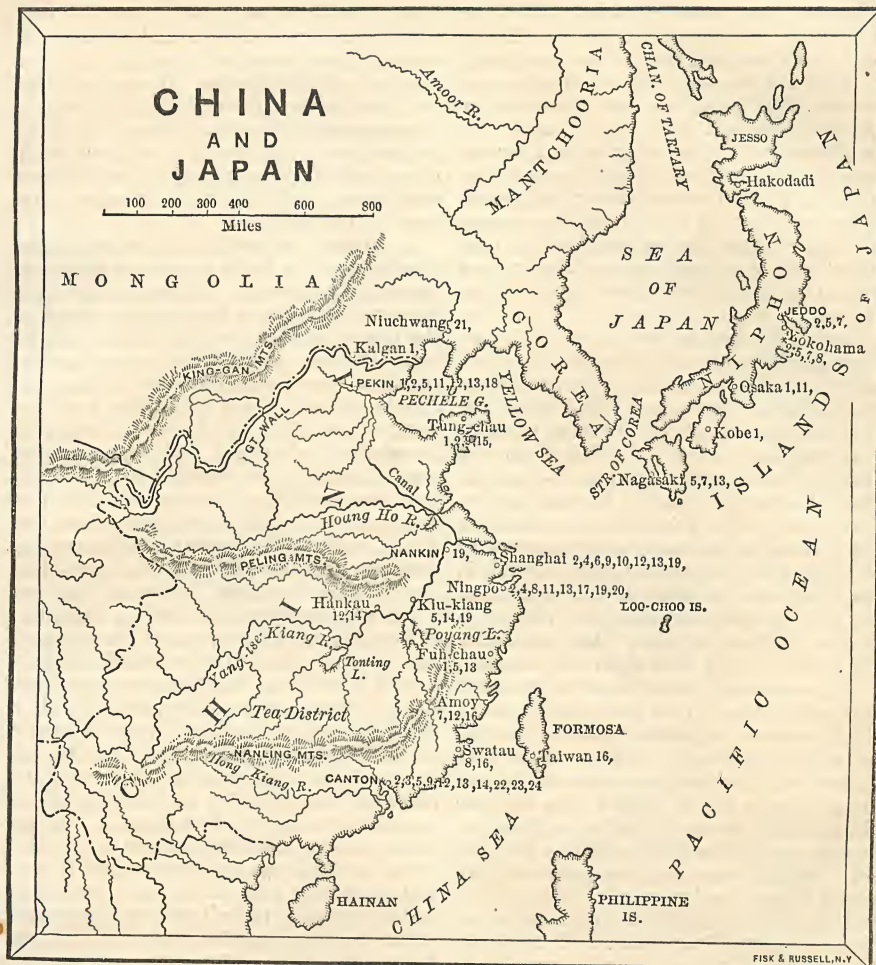 CHINA
AND
JAPAN
100 200 300 400 800
Miles
Amoor R.
MANTCHOORIA
CHAN. OF TARTARY
JESSO
Hakodadi
MONGOLIA
SEA
OF
JAPAN
NIPHON
ISLANDS OF JAPAN
JEDDO
2,5,7,
Yokohama
2,5,7,8,
Osaka 1,11,
Kobe 1,
Nagasaki 5,7,13,
STR. OF COREA
COREA
Niuchwang 21,
Kalgan 1,
KING-GAN MTS.
GT WALL
PEKIN 1,2,5,11,12,13,18
PECHELE G.
YELLOW SEA
Tung-chau
Canal
Hoang Ho R.
PELING MTS.
NANKIN 19,
Shanghai 2,4,6,9,10,12,13,19,
Ningpo 2,4,8,11,13,17,19,20,
LOO-CHOO IS.
Hankau
12,14
Kiu-kiang
5,14,19
Poyang L.
Yang-tse-Kiang R.
Tonting
L.
Fuh-chau
1,5,13
Tea District
Amoy
7,12,16
FORMOSA
Taiwan 16,
NANLING MTS.
Swatau
8,16,
Hong Kiang R.
CANTON 2,3,5,9,12,13,14,22,23,24
CHINA
CHINA SEA
PACIFIC OCEAN
HAINAN
PHILIPPINE
IS.
FISK & RUSSELL, N.Y